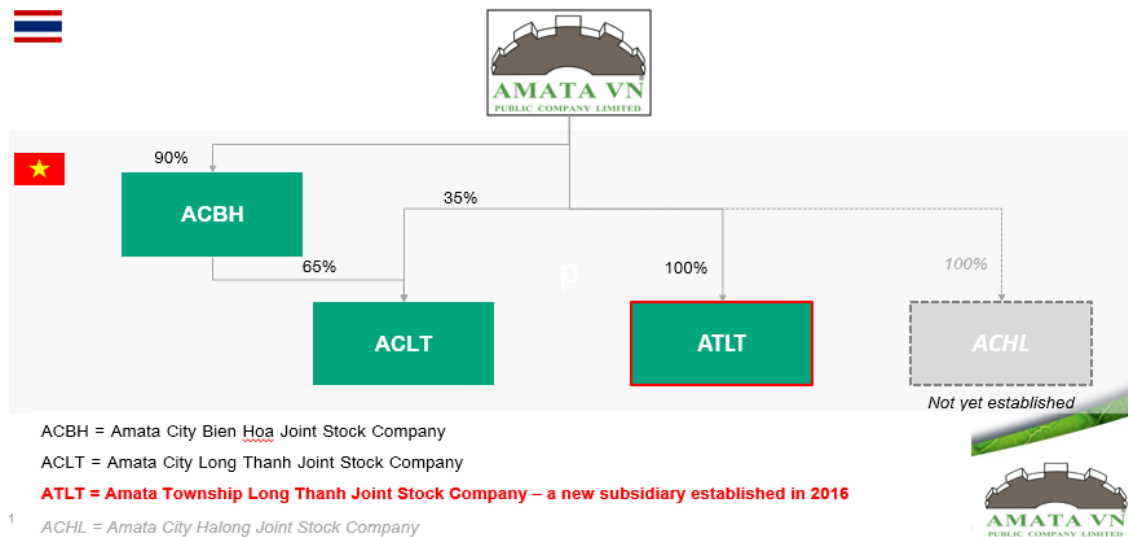 AMATA VN
PUBLIC COMPANY LIMITED
90%
ACBH
35%
65%
p
100%
100%
ACLT
ATLT
ACHL
Not yet established
ACBH = Amata City Bien Hoa Joint Stock Company
ACLT = Amata City Long Thanh Joint Stock Company
ATLT = Amata Township Long Thanh Joint Stock Company – a new subsidiary established in 2016
ACHL = Amata City Halong Joint Stock Company
AMATA VN
PUBLIC COMPANY LIMITED